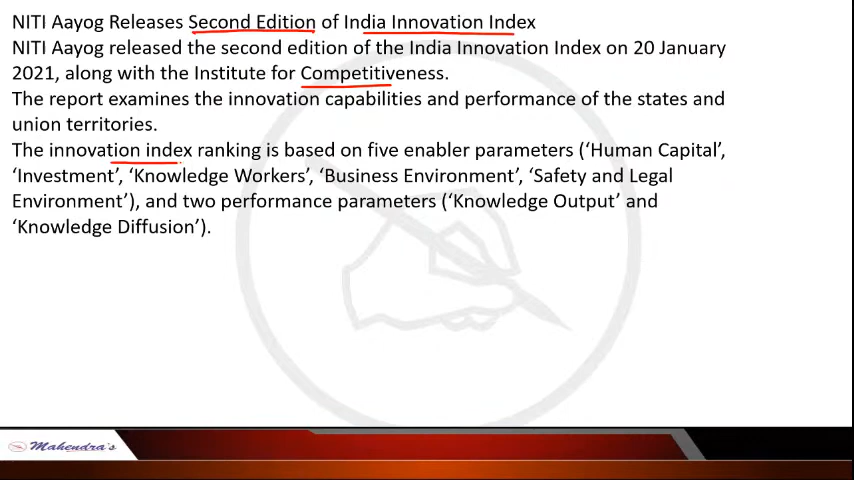 NITI Aayog Releases Second Edition of India Innovation Index
NITI Aayog released the second edition of the India Innovation Index on 20 January
2021, along with the Institute for Competitiveness.
The report examines the innovation capabilities and performance of the states and
union territories.
The innovation index ranking is based on five enabler parameters (‘Human Capital’,
‘Investment’, ‘Knowledge Workers’, ‘Business Environment’, ‘Safety and Legal
Environment’), and two performance parameters (‘Knowledge Output’ and
‘Knowledge Diffusion’).
Mahendra's